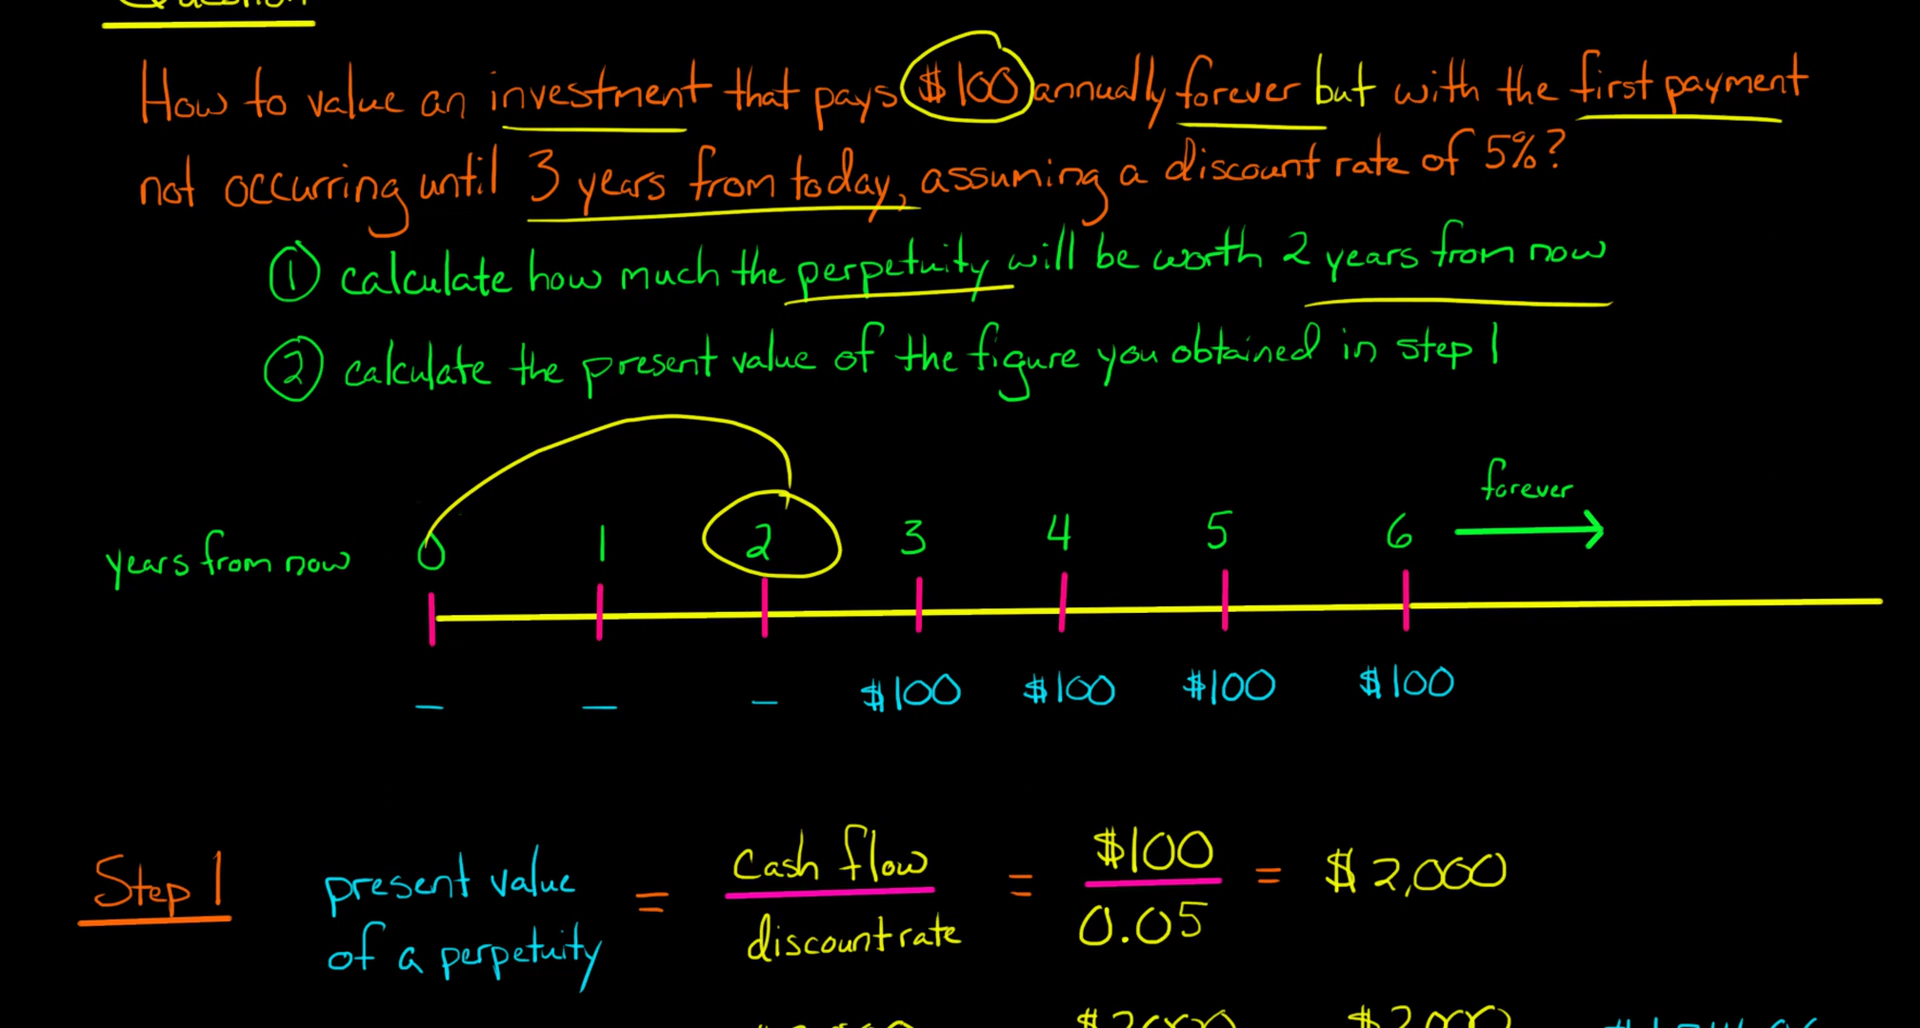 Question
How to value an investment that pays $100 annually forever but with the first payment
not occurring until 3 years from today, assuming a discount rate of 5%?
① calculate how much the perpetuity will be worth 2 years from now
② calculate the present value of the figure you obtained in step 1
forever
years from now 0 1 2 3 4 5 6
- - - $100 $100 $100 $100
Step 1 present value of a perpetuity = cash flow / discount rate = $100 / 0.05 = $2,000